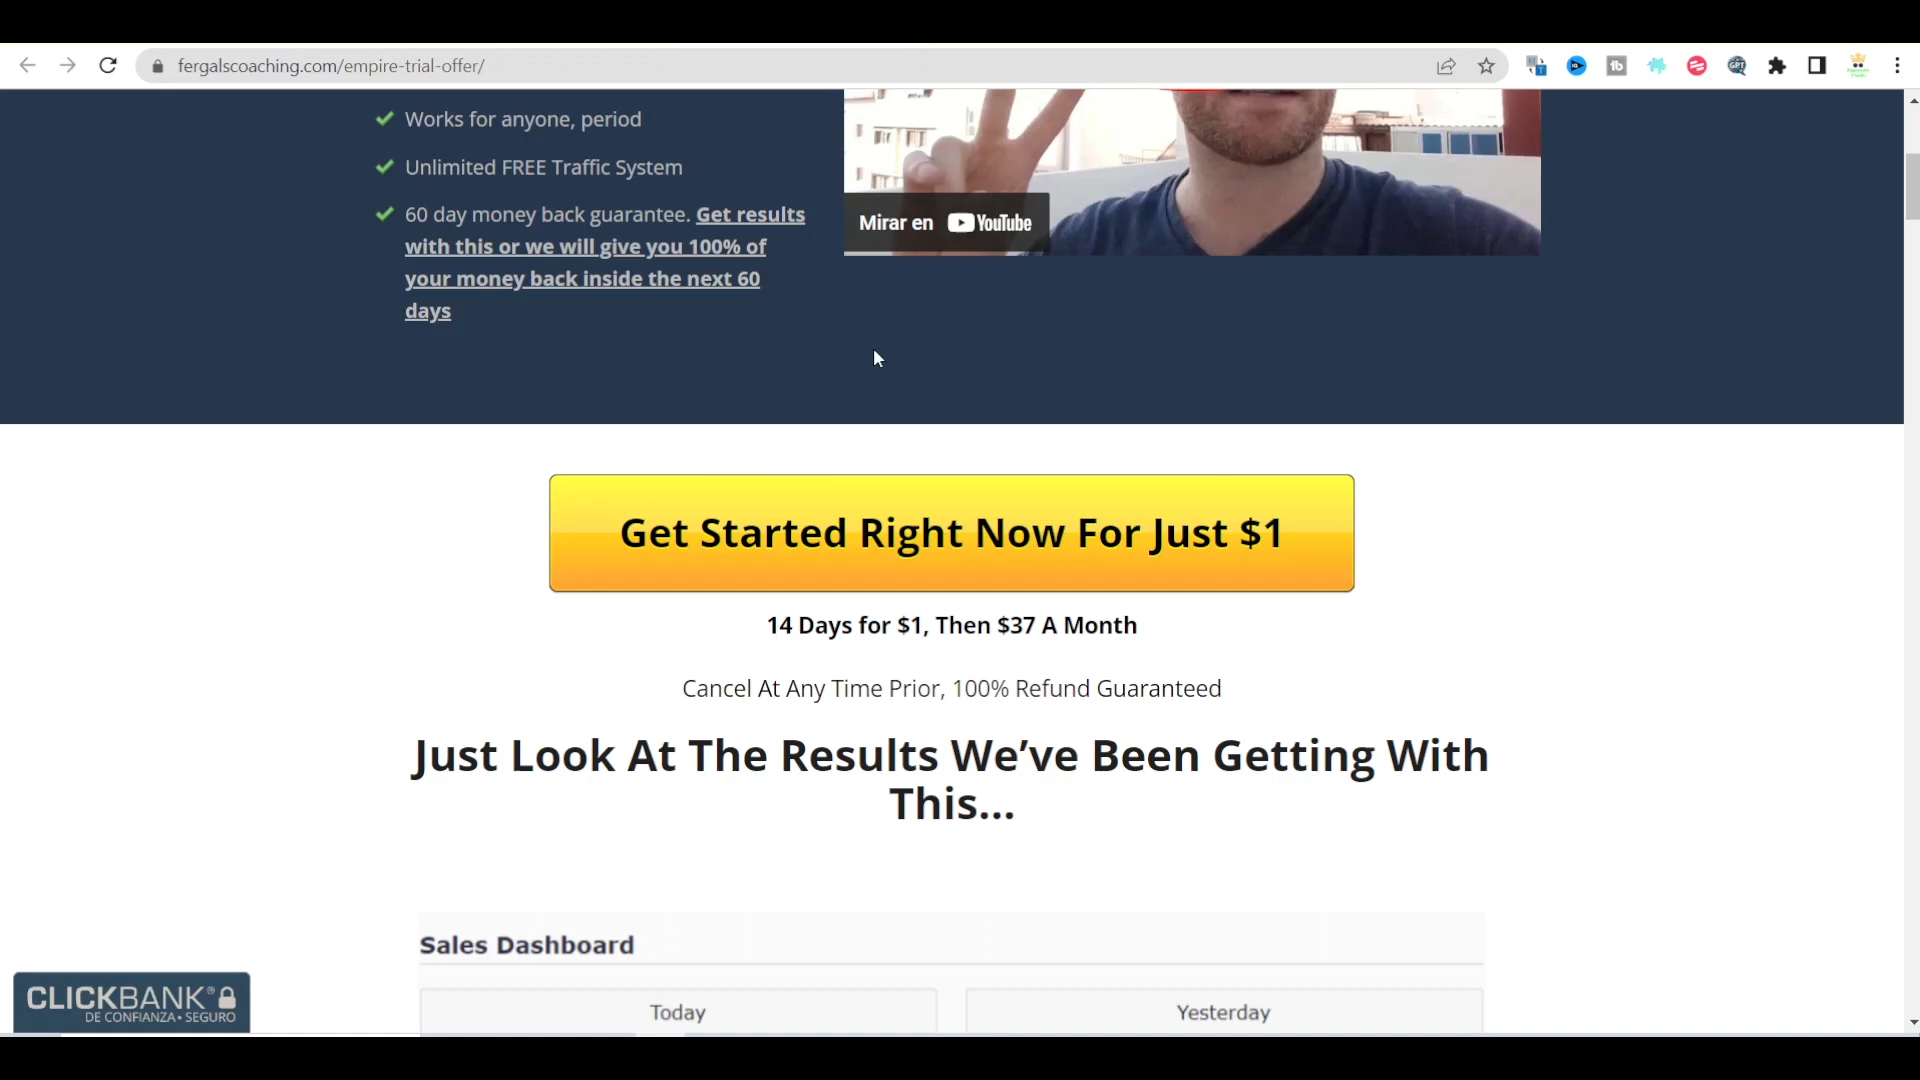 fergalscoaching.com/empire-trial-offer/
Works for anyone, period
Unlimited FREE Traffic System
60 day money back guarantee. Get results
with this or we will give you 100% of
your money back inside the next 60
days
Mirar en YouTube
Get Started Right Now For Just $1
14 Days for $1, Then $37 A Month
Cancel At Any Time Prior, 100% Refund Guaranteed
Just Look At The Results We’ve Been Getting With
This...
Sales Dashboard
Today
Yesterday
CLICKBANK®
DE CONFIANZA • SEGURO